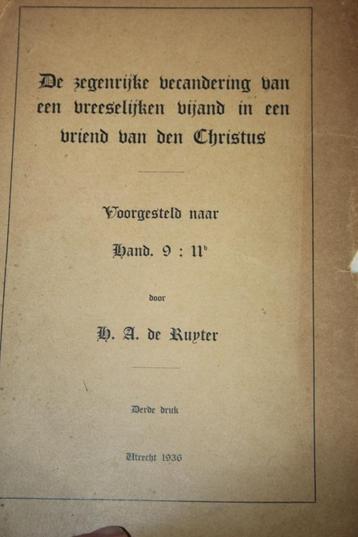 De zegenrijke verandering van
een vreeselijken vijand in een
vriend van den Christus
Voorgesteld naar
Hand. 9 : 11ᵇ
door
H. A. de Ruyter
Derde druk
Utrecht 1936